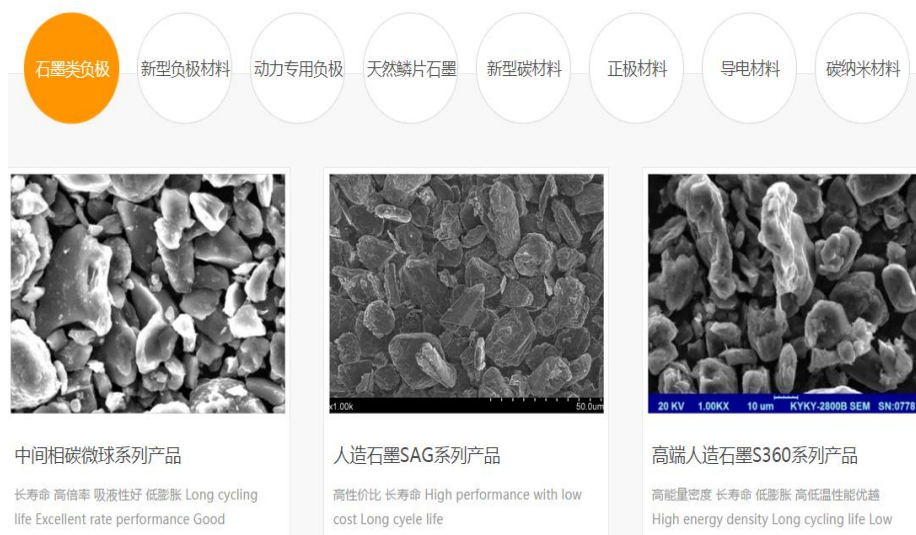 石墨类负极
新型负极材料
动力专用负极
天然鳞片石墨
新型碳材料
正极材料
导电材料
碳纳米材料
x1.00k
50.0um
20 KV 1.00KX 10 um KYKY-2800B SEM SN:0778
中间相碳微球系列产品
长寿命 高倍率 吸液性好 低膨胀 Long cycling
life Excellent rate performance Good
人造石墨SAG系列产品
高性价比 长寿命 High performance with low
cost Long cyele life
高端人造石墨S360系列产品
高能量密度 长寿命 低膨胀 高低温性能优越
High energy density Long cycling life Low